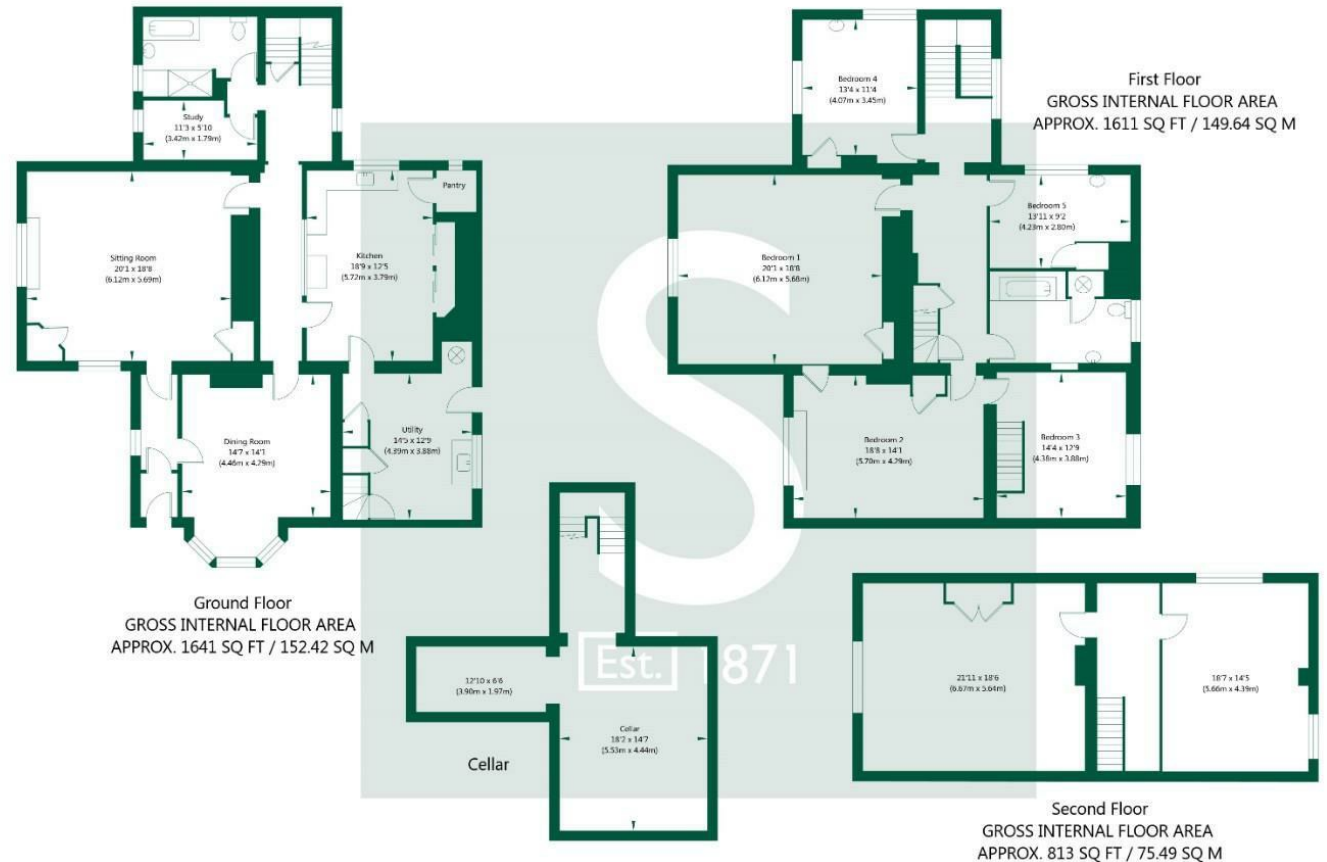 Study
11'3 x 5'10
(3.42m x 1.79m)
Pantry
Sitting Room
20'1 x 18'8
(6.12m x 5.69m)
Kitchen
18'9 x 12'5
(5.72m x 3.79m)
Dining Room
14'7 x 14'1
(4.46m x 4.29m)
Utility
14'5 x 12'9
(4.39m x 3.88m)
Ground Floor
GROSS INTERNAL FLOOR AREA
APPROX. 1641 SQ FT / 152.42 SQ M
Bedroom 4
13'4 x 11'4
(4.07m x 3.45m)
First Floor
GROSS INTERNAL FLOOR AREA
APPROX. 1611 SQ FT / 149.64 SQ M
Bedroom 1
20'1 x 18'8
(6.12m x 5.68m)
Bedroom 5
13'11 x 9'2
(4.23m x 2.80m)
Bedroom 2
18'8 x 14'1
(5.70m x 4.29m)
Bedroom 3
14'4 x 12'9
(4.38m x 3.88m)
S
Est. 1871
12'10 x 6'6
(3.90m x 1.97m)
Cellar
18'2 x 14'7
(5.53m x 4.44m)
Cellar
21'11 x 18'6
(6.67m x 5.64m)
18'7 x 14'5
(5.66m x 4.39m)
Second Floor
GROSS INTERNAL FLOOR AREA
APPROX. 813 SQ FT / 75.49 SQ M